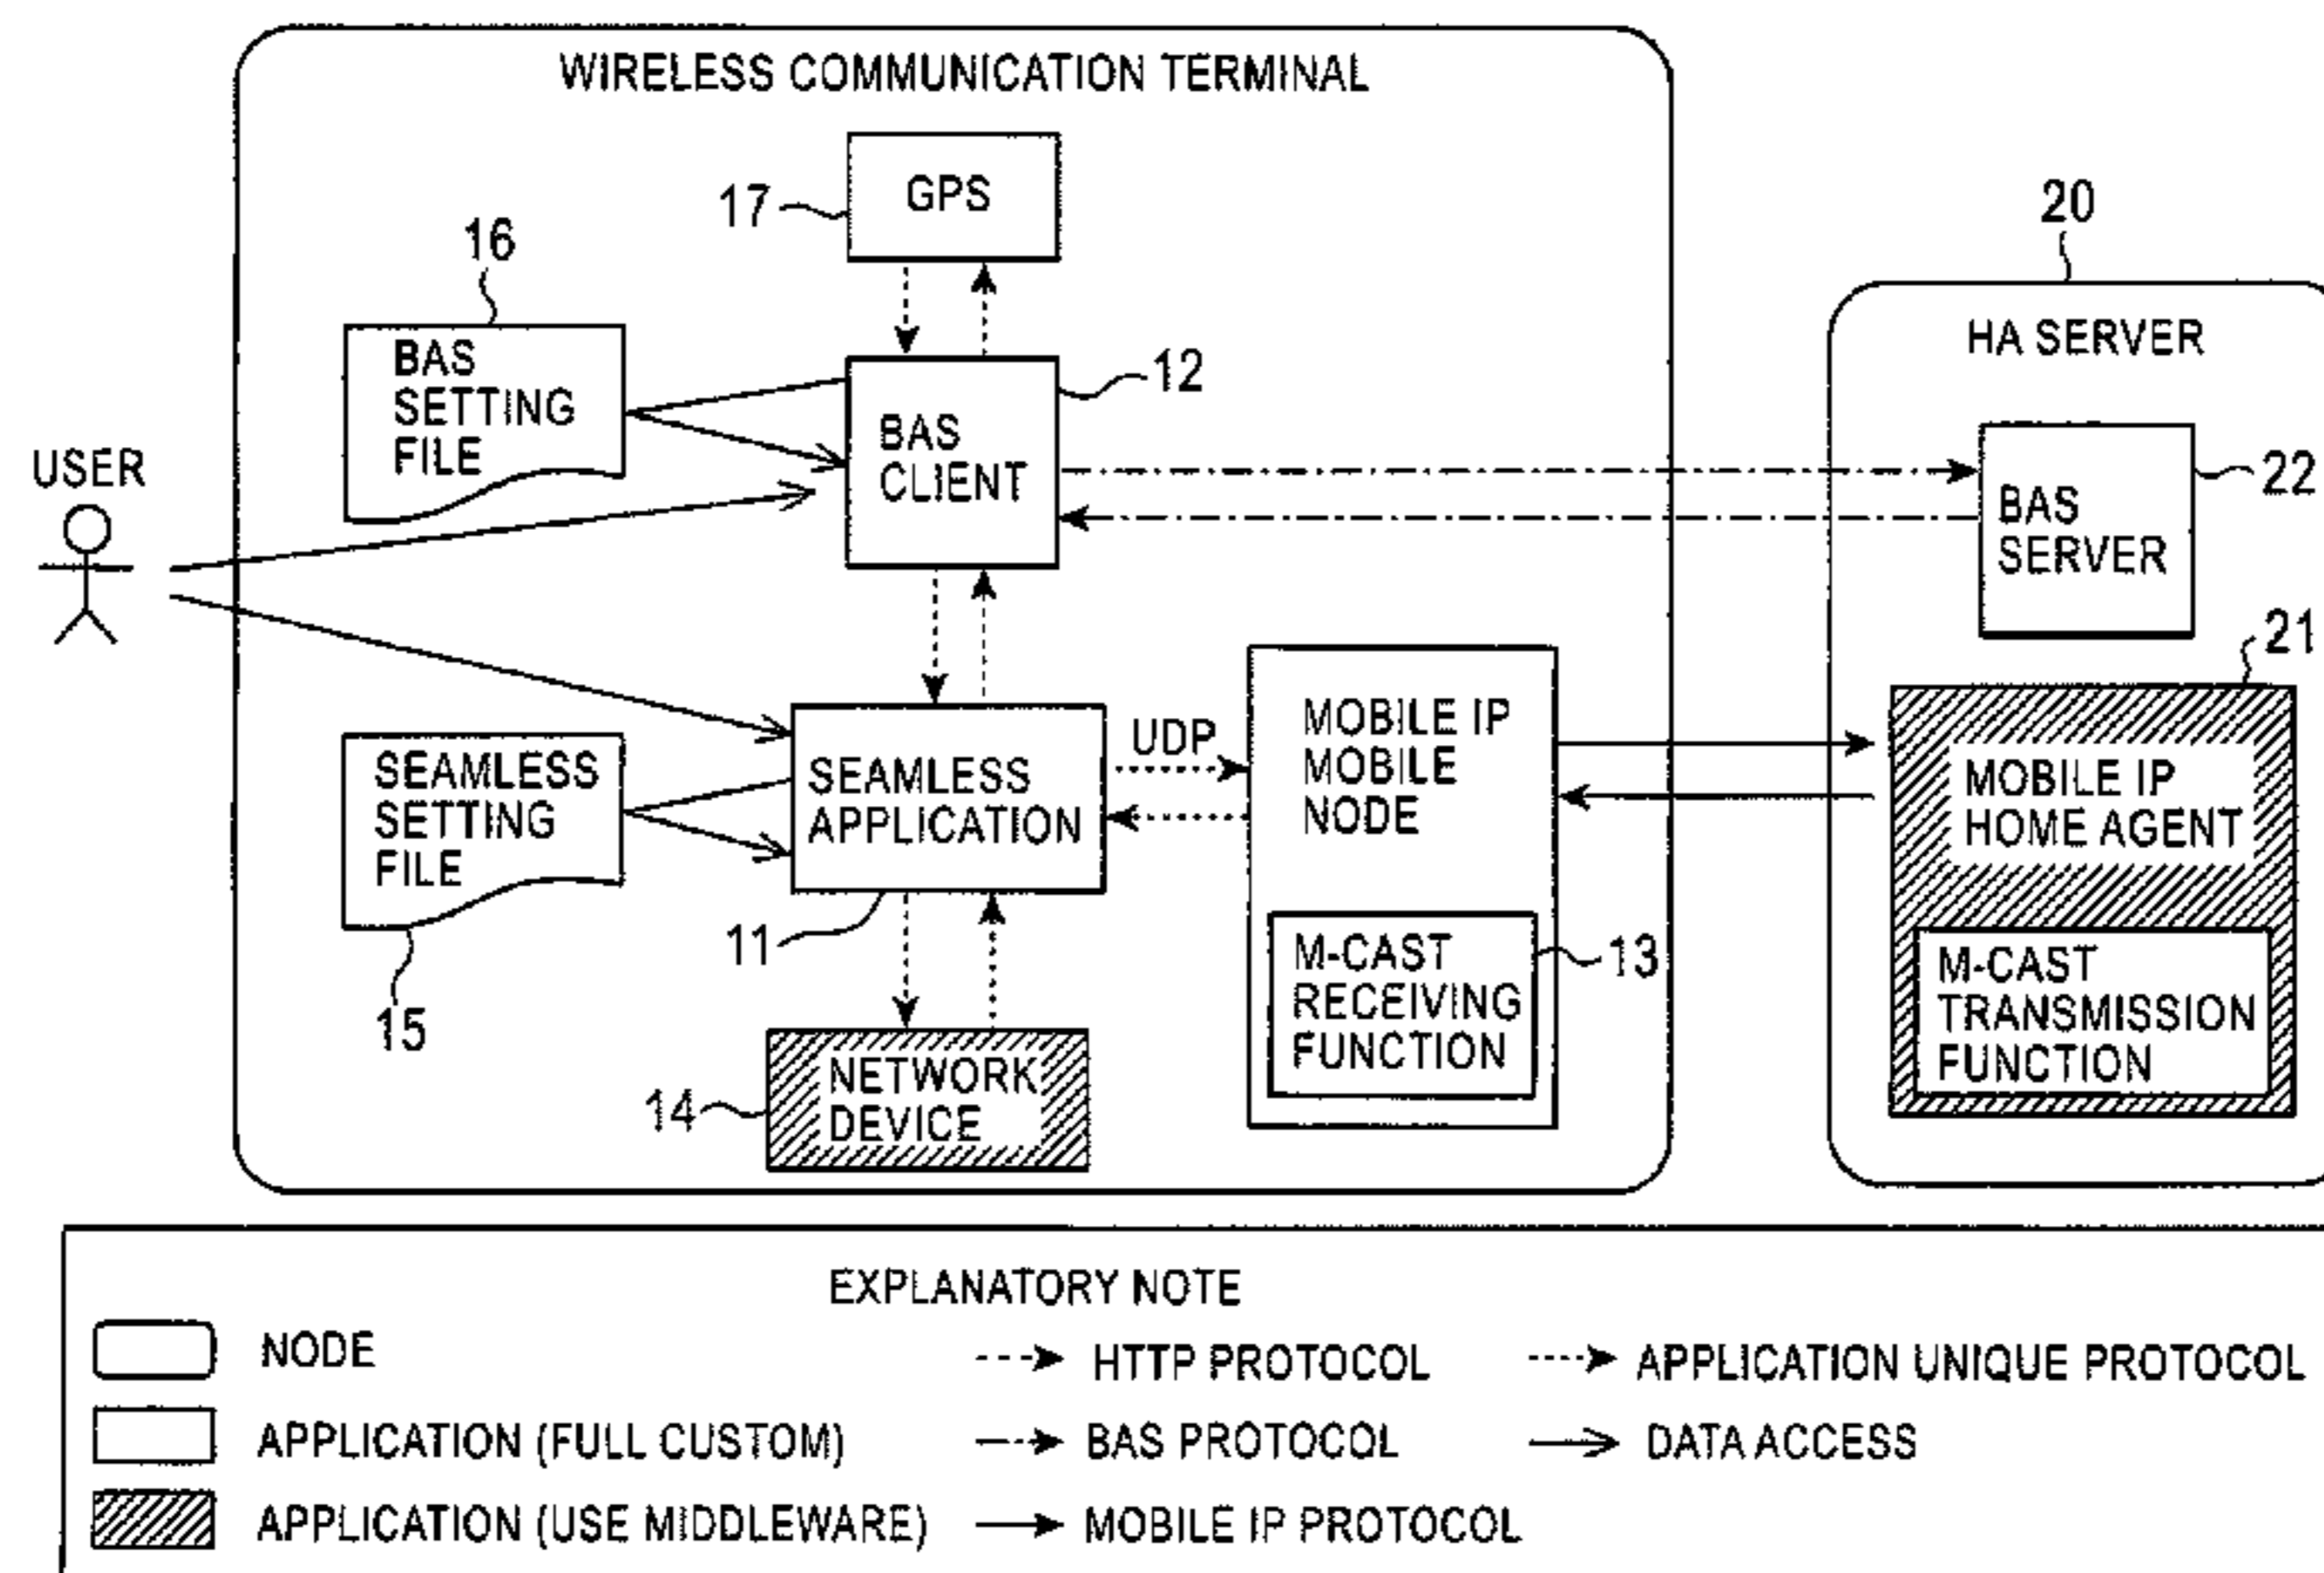 WIRELESS COMMUNICATION TERMINAL
GPS
17
16
20
BAS
SETTING
FILE
12
HA SERVER
BAS
CLIENT
USER
22
BAS
SERVER
21
SEAMLESS
SETTING
FILE
SEAMLESS
APPLICATION
UDP
MOBILE IP
MOBILE
NODE
MOBILE IP
HOME AGENT
11
M-CAST
RECEIVING
FUNCTION
13
M-CAST
TRANSMISSION
FUNCTION
15
NETWORK
DEVICE
14
EXPLANATORY NOTE
NODE
HTTP PROTOCOL
APPLICATION UNIQUE PROTOCOL
APPLICATION (FULL CUSTOM)
BAS PROTOCOL
DATA ACCESS
APPLICATION (USE MIDDLEWARE)
MOBILE IP PROTOCOL